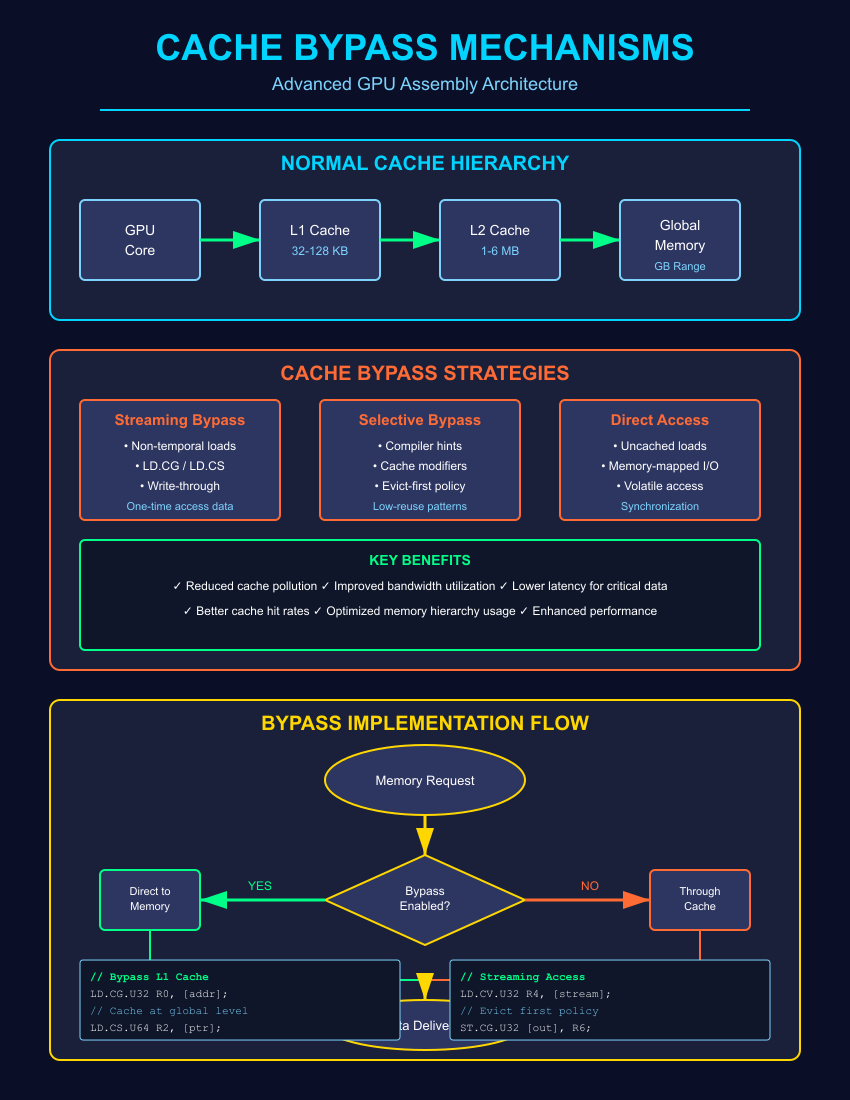 CACHE BYPASS MECHANISMS
Advanced GPU Assembly Architecture
NORMAL CACHE HIERARCHY
GPU
Core
L1 Cache
32-128 KB
L2 Cache
1-6 MB
Global
Memory
GB Range
CACHE BYPASS STRATEGIES
Streaming Bypass
• Non-temporal loads
• LD.CG / LD.CS
• Write-through
One-time access data
Selective Bypass
• Compiler hints
• Cache modifiers
• Evict-first policy
Low-reuse patterns
Direct Access
• Uncached loads
• Memory-mapped I/O
• Volatile access
Synchronization
KEY BENEFITS
✓ Reduced cache pollution ✓ Improved bandwidth utilization ✓ Lower latency for critical data
✓ Better cache hit rates ✓ Optimized memory hierarchy usage ✓ Enhanced performance
BYPASS IMPLEMENTATION FLOW
Memory Request
Bypass
Enabled?
YES
NO
Direct to
Memory
Through
Cache
// Bypass L1 Cache
LD.CG.U32 R0, [addr];
// Cache at global level
LD.CS.U64 R2, [ptr];
ta Delive
// Streaming Access
LD.CV.U32 R4, [stream];
// Evict first policy
ST.CG.U32 [out], R6;